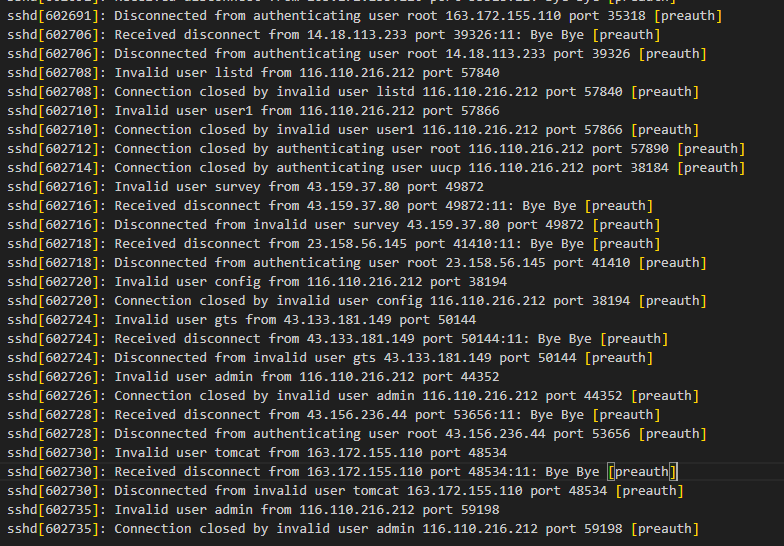 sshd[602691]: Disconnected from authenticating user root 163.172.155.110 port 35318 [preauth]
sshd[602706]: Received disconnect from 14.18.113.233 port 39326:11: Bye Bye [preauth]
sshd[602706]: Disconnected from authenticating user root 14.18.113.233 port 39326 [preauth]
sshd[602708]: Invalid user listd from 116.110.216.212 port 57840
sshd[602708]: Connection closed by invalid user listd 116.110.216.212 port 57840 [preauth]
sshd[602710]: Invalid user user1 from 116.110.216.212 port 57866
sshd[602710]: Connection closed by invalid user user1 116.110.216.212 port 57866 [preauth]
sshd[602712]: Connection closed by authenticating user root 116.110.216.212 port 57890 [preauth]
sshd[602714]: Connection closed by authenticating user uucp 116.110.216.212 port 38184 [preauth]
sshd[602716]: Invalid user survey from 43.159.37.80 port 49872
sshd[602716]: Received disconnect from 43.159.37.80 port 49872:11: Bye Bye [preauth]
sshd[602716]: Disconnected from invalid user survey 43.159.37.80 port 49872 [preauth]
sshd[602718]: Received disconnect from 23.158.56.145 port 41410:11: Bye Bye [preauth]
sshd[602718]: Disconnected from authenticating user root 23.158.56.145 port 41410 [preauth]
sshd[602720]: Invalid user config from 116.110.216.212 port 38194
sshd[602720]: Connection closed by invalid user config 116.110.216.212 port 38194 [preauth]
sshd[602724]: Invalid user gts from 43.133.181.149 port 50144
sshd[602724]: Received disconnect from 43.133.181.149 port 50144:11: Bye Bye [preauth]
sshd[602724]: Disconnected from invalid user gts 43.133.181.149 port 50144 [preauth]
sshd[602726]: Invalid user admin from 116.110.216.212 port 44352
sshd[602726]: Connection closed by invalid user admin 116.110.216.212 port 44352 [preauth]
sshd[602728]: Received disconnect from 43.156.236.44 port 53656:11: Bye Bye [preauth]
sshd[602728]: Disconnected from authenticating user root 43.156.236.44 port 53656 [preauth]
sshd[602730]: Invalid user tomcat from 163.172.155.110 port 48534
sshd[602730]: Received disconnect from 163.172.155.110 port 48534:11: Bye Bye [preauth]
sshd[602730]: Disconnected from invalid user tomcat 163.172.155.110 port 48534 [preauth]
sshd[602735]: Invalid user admin from 116.110.216.212 port 59198
sshd[602735]: Connection closed by invalid user admin 116.110.216.212 port 59198 [preauth]